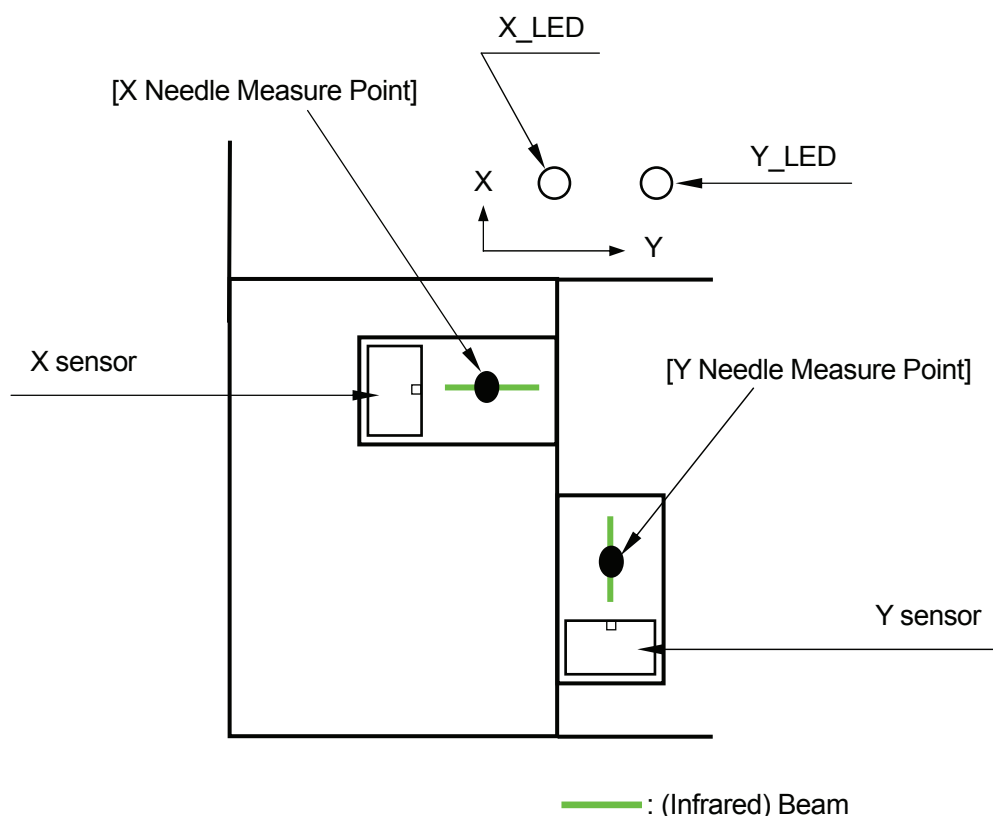 X_LED
[X Needle Measure Point]
Y_LED
X
Y
X sensor
[Y Needle Measure Point]
Y sensor
: (Infrared) Beam